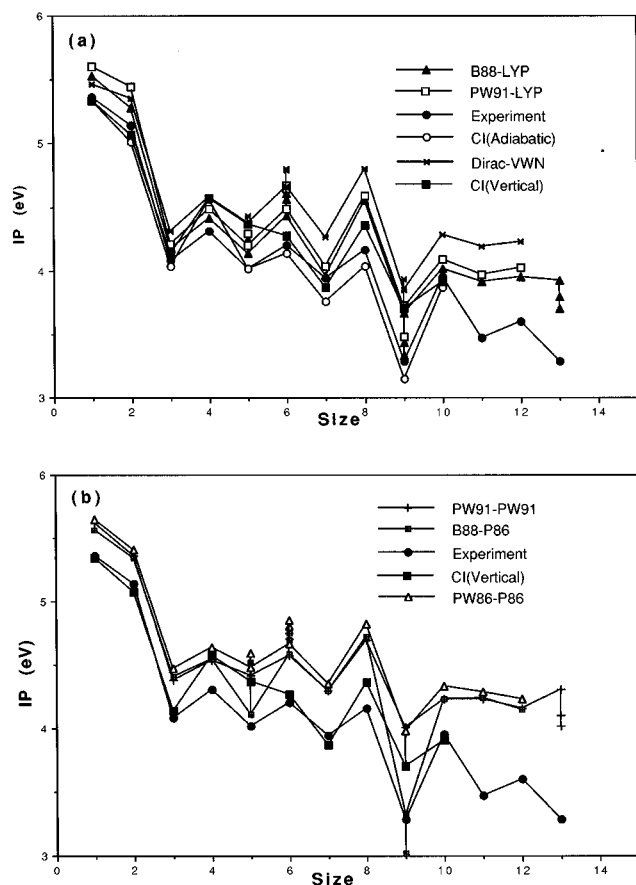 (a)
6
5
4
3
IP (eV)
B88-LYP
PW91-LYP
Experiment
CI(Adiabatic)
Dirac-VWN
CI(Vertical)
0 2 4 6 8 10 12 14
Size
(b)
6
5
4
3
IP (eV)
PW91-PW91
B88-P86
Experiment
CI(Vertical)
PW86-P86
0 2 4 6 8 10 12 14
Size